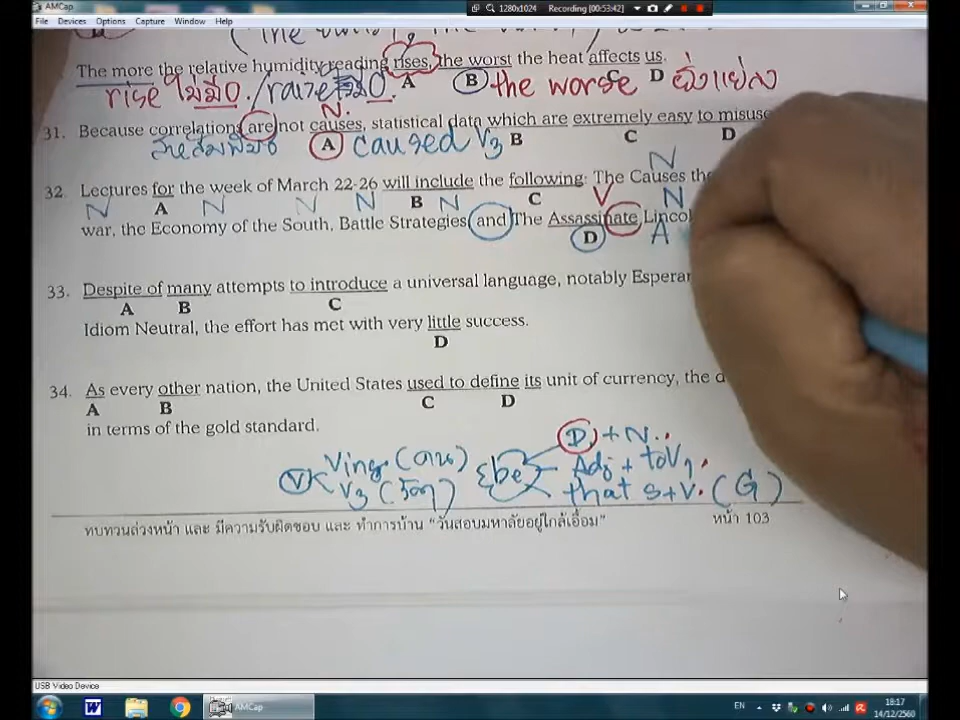 AMCap
1280x1024 Recording [00:53:42]
File Devices Options Capture Window Help
The more the relative humidity reading rises, the worst the heat affects us.
A B C D
rise ไม่มี O. / raise มี O. the worse ยิ่งแย่ลง
N.
31. Because correlations are not causes, statistical data which are extremely easy to misuse
A B C D
สหสัมพันธ์ caused V3
N
32. Lectures for the week of March 22-26 will include the following: The Causes the
A B C
N N N N N V N
war, the Economy of the South, Battle Strategies and The Assassinate Lincol
D A
33. Despite of many attempts to introduce a universal language, notably Esperan
A B C
Idiom Neutral, the effort has met with very little success.
D
34. As every other nation, the United States used to define its unit of currency, the d
A B C D
in terms of the gold standard.
V Ving. V3 be D. + N.
Adj + to V1
that S+V. (G)
ทบทวนล่วงหน้า และ มีความรับผิดชอบ และ ทำการบ้าน “วันสอบมหาลัยอยู่ใกล้เอื้อม” หน้า 103
USB Video Device
AMCap EN 18:17
14/12/2560